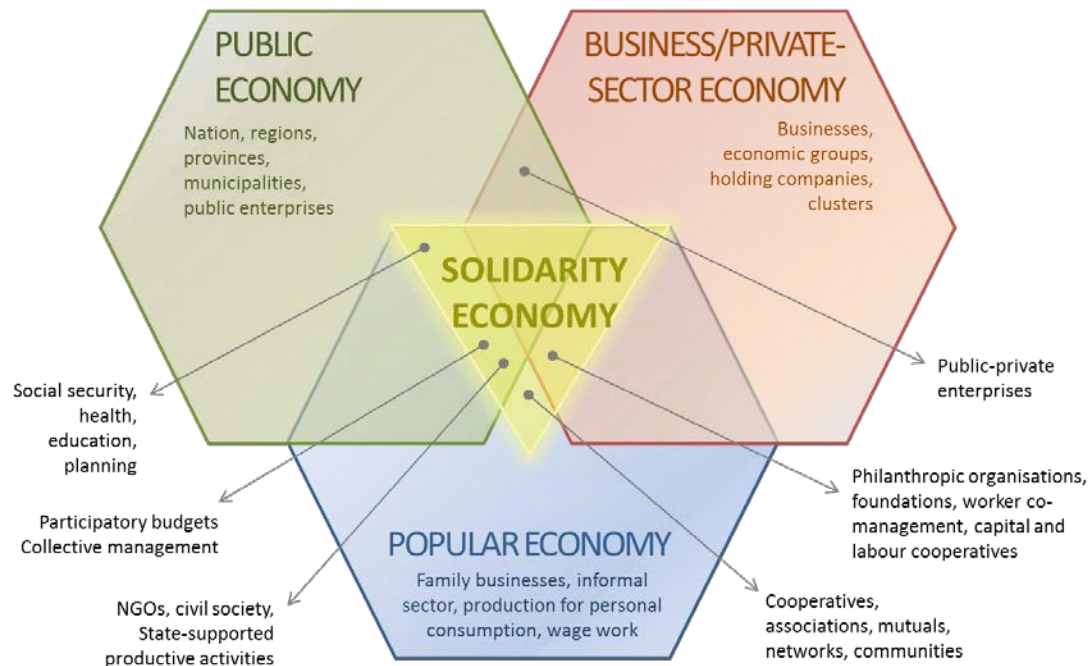 PUBLIC
ECONOMY
Nation, regions,
provinces,
municipalities,
public enterprises
BUSINESS/PRIVATE-
SECTOR ECONOMY
Businesses,
economic groups,
holding companies,
clusters
SOLIDARITY
ECONOMY
Social security,
health,
education,
planning
Public-private
enterprises
Participatory budgets
Collective management
Philanthropic organisations,
foundations, worker co-
management, capital and
labour cooperatives
POPULAR ECONOMY
Family businesses, informal
sector, production for personal
consumption, wage work
NGOs, civil society,
State-supported
productive activities
Cooperatives,
associations, mutuals,
networks, communities